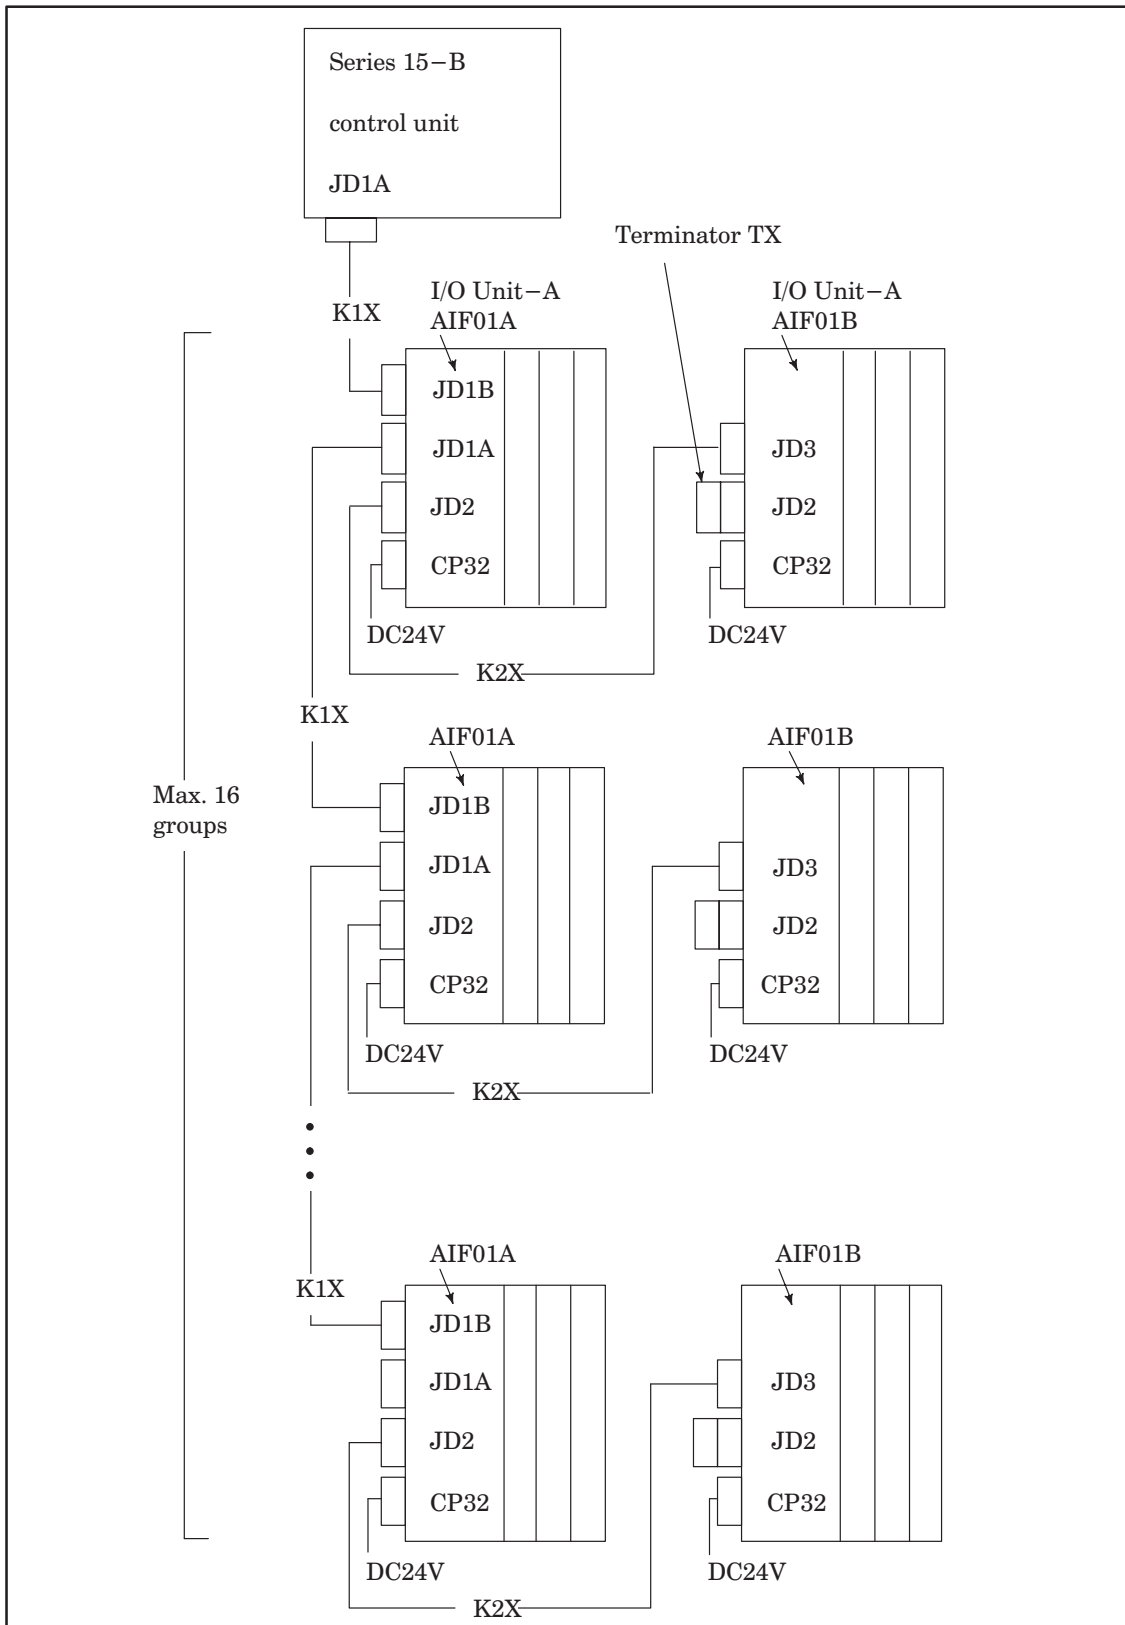 Series 15−B
control unit
JD1A
Terminator TX
K1X
I/O Unit−A
AIF01A
I/O Unit−A
AIF01B
JD1B
JD1A
JD2
CP32
DC24V
JD3
JD2
CP32
DC24V
K2X
K1X
Max. 16
groups
AIF01A
AIF01B
JD1B
JD1A
JD2
CP32
DC24V
JD3
JD2
CP32
DC24V
K2X
K1X
AIF01A
AIF01B
JD1B
JD1A
JD2
CP32
DC24V
JD3
JD2
CP32
DC24V
K2X